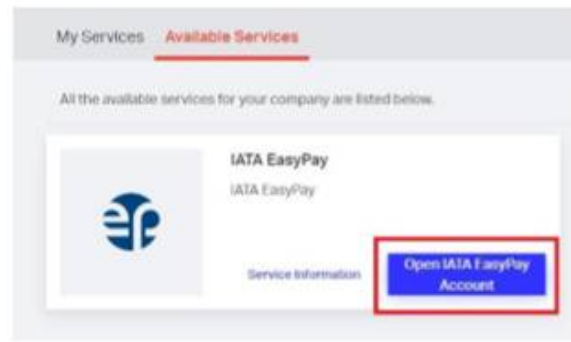 My Services Available Services
All the available services for your company are listed below.
IATA EasyPay
IATA EasyPay
Service Information
Open IATA EasyPay
Account